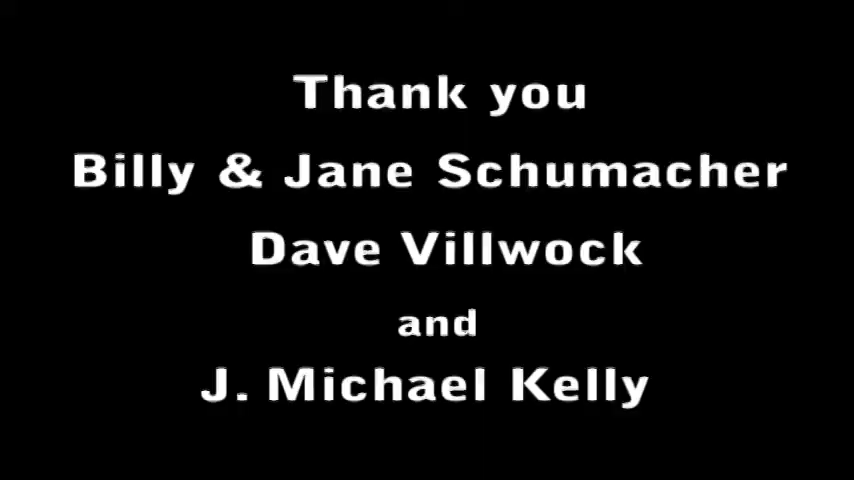 Thank you
Billy & Jane Schumacher
Dave Villwock
and
J. Michael Kelly